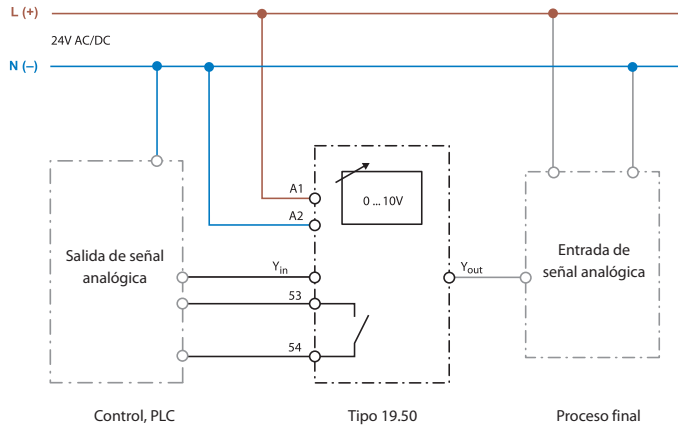 L (+)
24V AC/DC
N (–)
A1
0 ... 10V
A2
Salida de señal
analógica
Entrada de
señal analógica
Yin
Yout
53
54
Control, PLC
Tipo 19.50
Proceso final